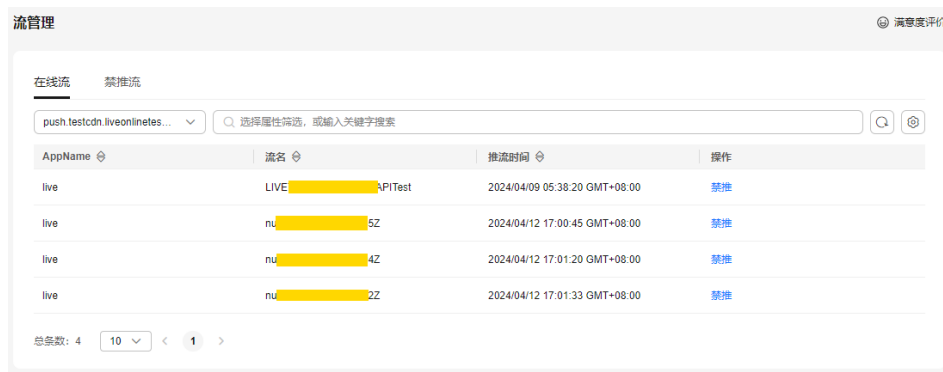 流管理 满意度评价
在线流 禁推流
push.testcdn.liveonlinetes... 选择属性筛选，或输入关键字搜索
AppName 流名 推流时间 操作
live LIVE APITest 2024/04/09 05:38:20 GMT+08:00 禁推
live nu 5Z 2024/04/12 17:00:45 GMT+08:00 禁推
live nu 4Z 2024/04/12 17:01:20 GMT+08:00 禁推
live nu 2Z 2024/04/12 17:01:33 GMT+08:00 禁推
总条数：4 10 1